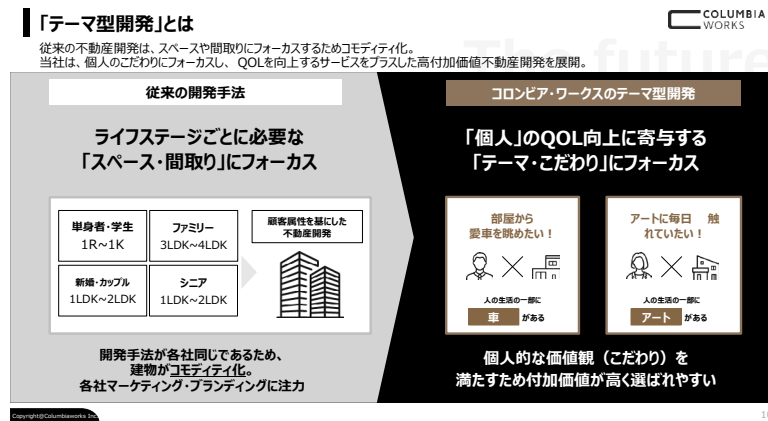 「テーマ型開発」とは
COLUMBIA
WORKS
The future
従来の不動産開発は、スペースや間取りにフォーカスするためコモディティ化。
当社は、個人のこだわりにフォーカスし、 QOLを向上するサービスをプラスした高付加価値不動産開発を展開。
従来の開発手法
ライフステージごとに必要な
「スペース・間取り」にフォーカス
単身者・学生
1R~1K
ファミリー
3LDK~4LDK
新婚・カップル
1LDK~2LDK
シニア
1LDK~2LDK
顧客属性を基にした
不動産開発
開発手法が各社同じであるため、
建物がコモディティ化。
各社マーケティング・ブランディングに注力
コロンビア・ワークスのテーマ型開発
「個人」のQOL向上に寄与する
「テーマ・こだわり」にフォーカス
部屋から
愛車を眺めたい！
人の生活の一部に
車 がある
アートに毎日 触
れていたい！
人の生活の一部に
アート がある
個人的な価値観（こだわり）を
満たすため付加価値が高く選ばれやすい
Copyright@Columbiaworks Inc.